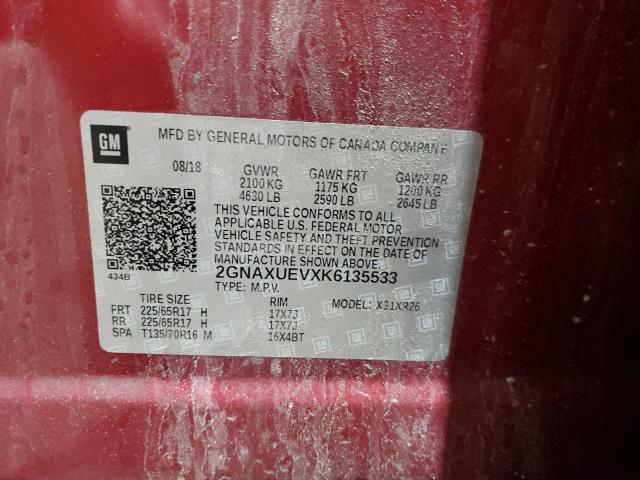 GM
MFD BY GENERAL MOTORS OF CANADA COMPANY
08/18 GVWR GAWR FRT GAWR RR
2100 KG 1175 KG 1200 KG
4630 LB 2590 LB 2645 LB
THIS VEHICLE CONFORMS TO ALL
APPLICABLE U.S. FEDERAL MOTOR
VEHICLE SAFETY AND THEFT PREVENTION
STANDARDS IN EFFECT ON THE DATE OF
MANUFACTURE SHOWN ABOVE.
434B 2GNAXUEVXK6135533
TYPE: M.P.V.
TIRE SIZE RIM MODEL: X31XR26
FRT 225/65R17 H 17X7J
RR 225/65R17 H 17X7J
SPA T135/70R16 M 16X4BT